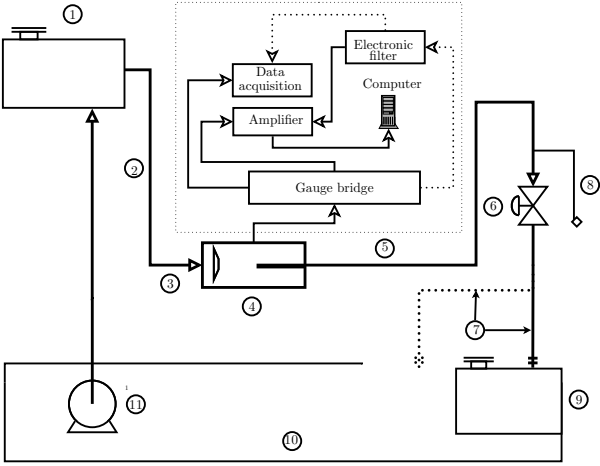 1
Electronic
filter
Data
acquisition
Computer
Amplifier
2
Gauge bridge
8
6
5
3
4
7
9
1
11
10